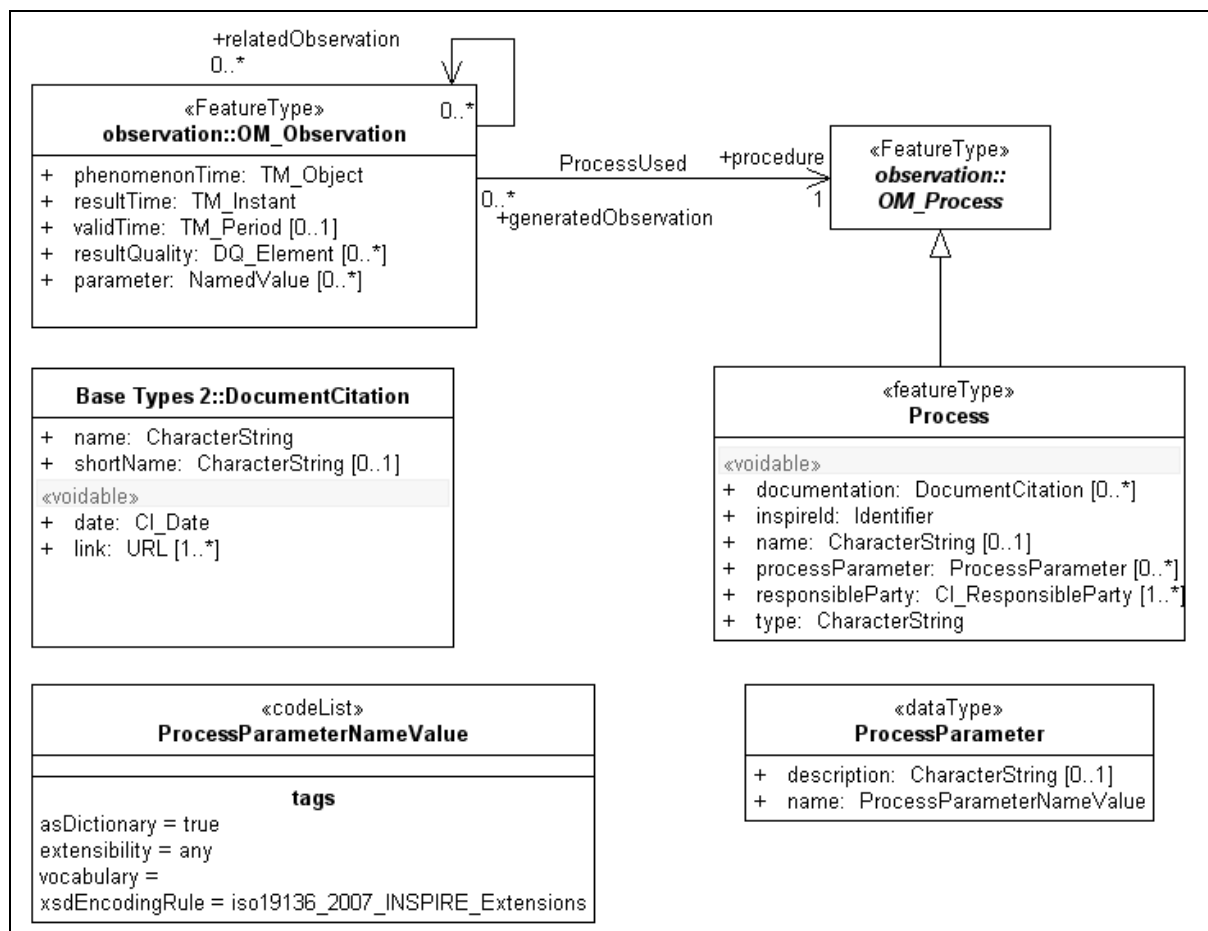 +relatedObservation
0..*
«FeatureType»
observation::OM_Observation
0..*
+ phenomenonTime: TM_Object
+ resultTime: TM_Instant
+ validTime: TM_Period [0..1]
+ resultQuality: DQ_Element [0..*]
+ parameter: NamedValue [0..*]
ProcessUsed
+procedure
0..*
+generatedObservation
1
«FeatureType»
observation::
OM_Process
Base Types 2::DocumentCitation
+ name: CharacterString
+ shortName: CharacterString [0..1]
«voidable»
+ date: CI_Date
+ link: URL [1..*]
«featureType»
Process
«voidable»
+ documentation: DocumentCitation [0..*]
+ inspireId: Identifier
+ name: CharacterString [0..1]
+ processParameter: ProcessParameter [0..*]
+ responsibleParty: CI_ResponsibleParty [1..*]
+ type: CharacterString
«codeList»
ProcessParameterNameValue
tags
asDictionary = true
extensibility = any
vocabulary =
xsdEncodingRule = iso19136_2007_INSPIRE_Extensions
«dataType»
ProcessParameter
+ description: CharacterString [0..1]
+ name: ProcessParameterNameValue